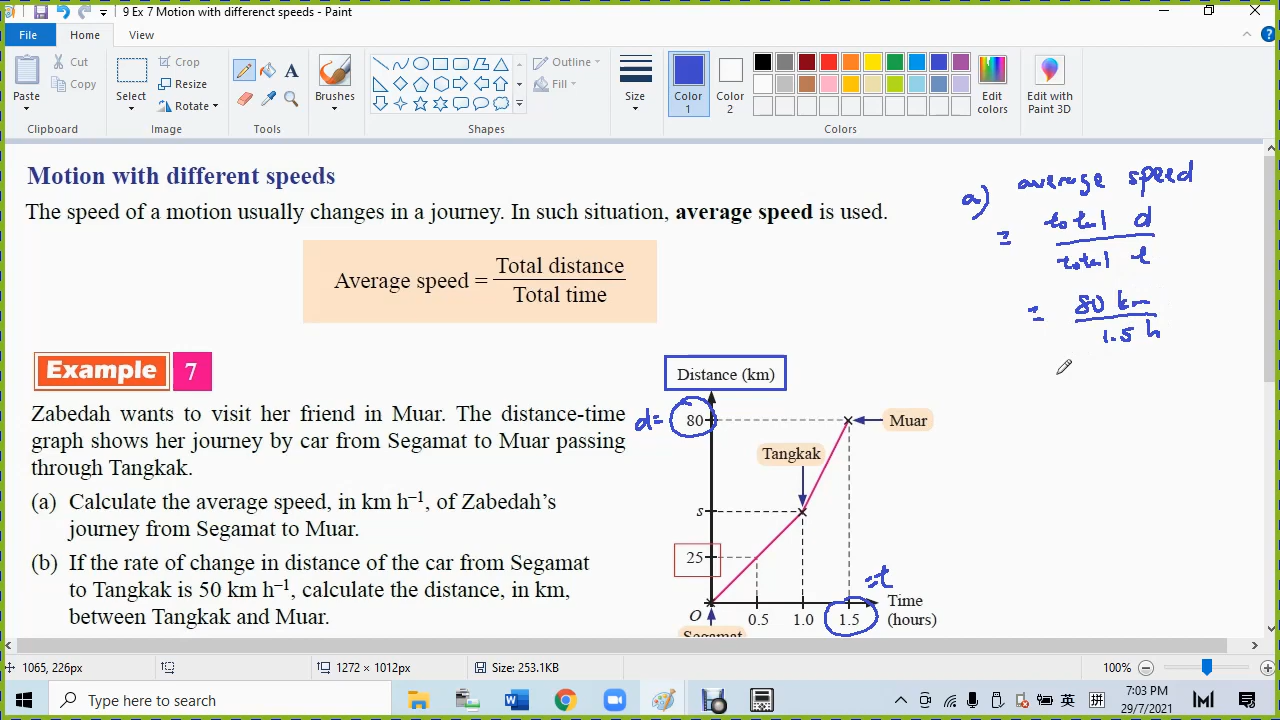 9 Ex 7 Motion with differenct speeds - Paint
File Home View
Cut
Copy
Paste
Clipboard
Crop
Resize
Rotate
Select
Image
Tools
Brushes
Outline
Fill
Shapes
Size
Color 1
Color 2
Edit colors
Colors
Edit with Paint 3D
Motion with different speeds
The speed of a motion usually changes in a journey. In such situation, average speed is used.
Average speed = Total distance
Total time
a) average speed
= total d
total t
= 80 km
1.5 h
Example 7
Zabedah wants to visit her friend in Muar. The distance-time
graph shows her journey by car from Segamat to Muar passing
through Tangkak.
(a) Calculate the average speed, in km h⁻¹, of Zabedah's
journey from Segamat to Muar.
(b) If the rate of change in distance of the car from Segamat
to Tangkak is 50 km h⁻¹, calculate the distance, in km,
between Tangkak and Muar.
Distance (km)
d= 80
Muar
Tangkak
s
25
=t
O 0.5 1.0 1.5
Time
(hours)
Segamat
1065, 226px
1272 × 1012px
Size: 253.1KB
100%
Type here to search
英
拼
7:03 PM
29/7/2021